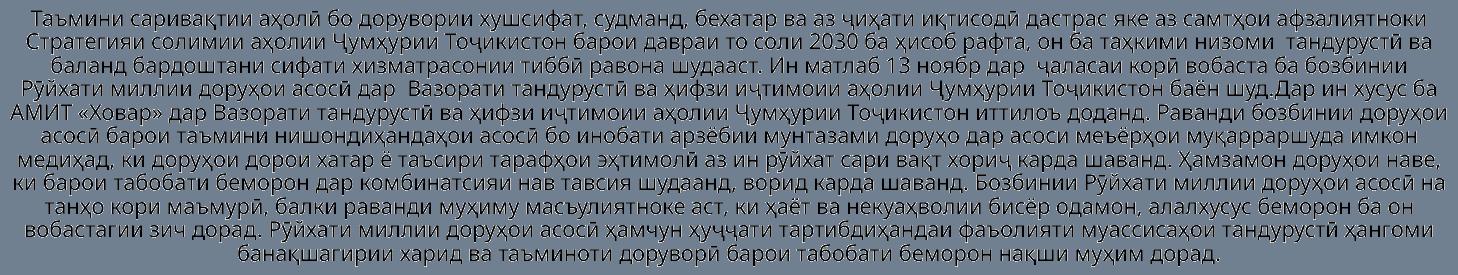 Таъмини саривақтии аҳолӣ бо дорувории хушсифат, судманд, бехатар ва аз ҷиҳати иқтисодӣ дастрас яке аз самтҳои афзалиятноки
Стратегияи солимии аҳолии Ҷумҳурии Тоҷикистон барои давраи то соли 2030 ба ҳисоб рафта, он ба таҳкими низоми тандурустӣ ва
баланд бардоштани сифати хизматрасонии тиббӣ равона шудааст. Ин матлаб 13 ноябр дар ҷаласаи корӣ вобаста ба бозбинии
Рӯйхати миллии доруҳои асосӣ дар Вазорати тандурустӣ ва ҳифзи иҷтимоии аҳолии Ҷумҳурии Тоҷикистон баён шуд.Дар ин хусус ба
АМИТ «Ховар» дар Вазорати тандурустӣ ва ҳифзи иҷтимоии аҳолии Ҷумҳурии Тоҷикистон иттилоъ доданд. Раванди бозбинии доруҳои
асосӣ барои таъмини нишондиҳандаҳои асосӣ бо инобати арзёбии мунтазами доруҳо дар асоси меъёрҳои муқарраршуда имкон
медиҳад, ки доруҳои дорои хатар ё таъсири тарафҳои эҳтимолӣ аз ин рӯйхат сари вақт хориҷ карда шаванд. Ҳамзамон доруҳои наве,
ки барои табобати беморон дар комбинатсияи нав тавсия шудаанд, ворид карда шаванд. Бозбинии Рӯйхати миллии доруҳои асосӣ на
танҳо кори маъмурӣ, балки раванди муҳиму масъулиятноке аст, ки ҳаёт ва некуаҳволии бисёр одамон, алалхусус беморон ба он
вобастагии зич дорад. Рӯйхати миллии доруҳои асосӣ ҳамчун ҳуҷҷати тартибдиҳандаи фаъолияти муассисаҳои тандурустӣ ҳангоми
банақшагирии харид ва таъминоти доруворӣ барои табобати беморон нақши муҳим дорад.